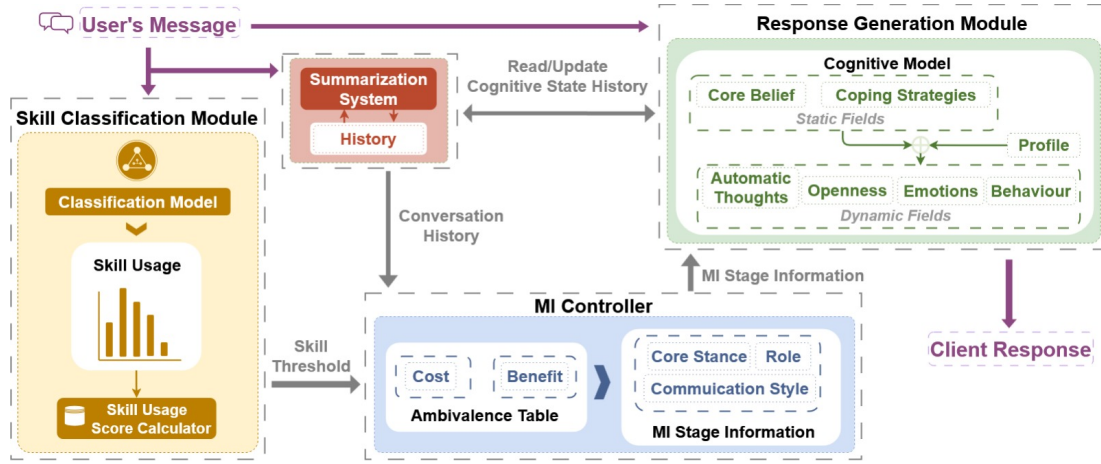 User's Message
Skill Classification Module
Classification Model
Skill Usage
Skill Usage
Score Calculator
Summarization
System
History
Read/Update
Cognitive State History
Conversation
History
Skill
Threshold
MI Controller
Cost
Benefit
Ambivalence Table
Core Stance
Role
Commuication Style
MI Stage Information
MI Stage Information
Response Generation Module
Cognitive Model
Core Belief
Coping Strategies
Static Fields
Profile
Automatic
Thoughts
Openness
Emotions
Behaviour
Dynamic Fields
Client Response